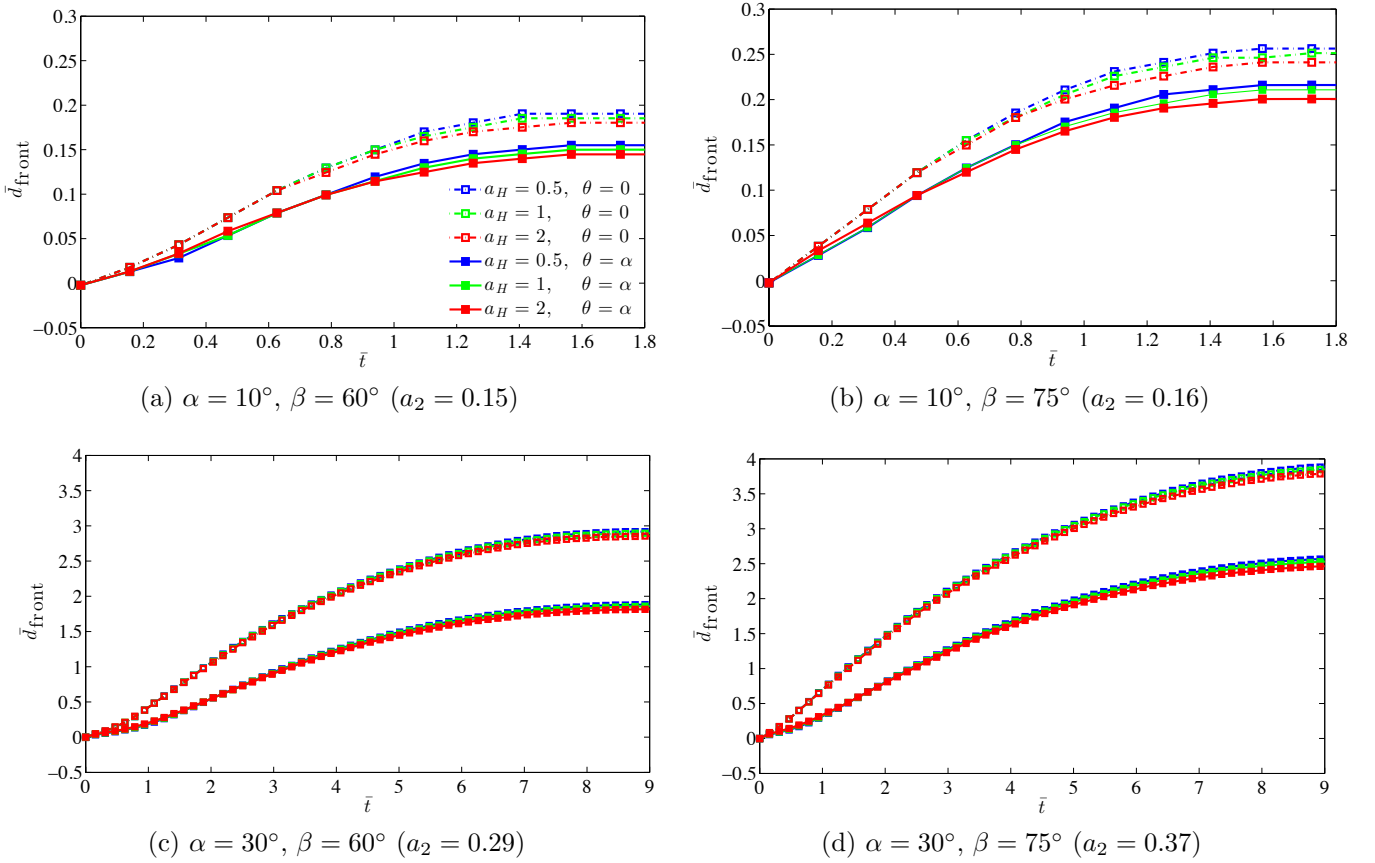 0.3
0.25
0.2
0.15
0.1
0.05
0
−0.05
d̄front
0 0.2 0.4 0.6 0.8 1 1.2 1.4 1.6 1.8
t̄
a_H = 0.5, θ = 0
a_H = 1, θ = 0
a_H = 2, θ = 0
a_H = 0.5, θ = α
a_H = 1, θ = α
a_H = 2, θ = α
(a) α = 10°, β = 60° (a₂ = 0.15)
0.3
0.25
0.2
0.15
0.1
0.05
0
−0.05
d̄front
0 0.2 0.4 0.6 0.8 1 1.2 1.4 1.6 1.8
t̄
(b) α = 10°, β = 75° (a₂ = 0.16)
4
3.5
3
2.5
2
1.5
1
0.5
0
−0.5
d̄front
0 1 2 3 4 5 6 7 8 9
t̄
(c) α = 30°, β = 60° (a₂ = 0.29)
4
3.5
3
2.5
2
1.5
1
0.5
0
−0.5
d̄front
0 1 2 3 4 5 6 7 8 9
t̄
(d) α = 30°, β = 75° (a₂ = 0.37)